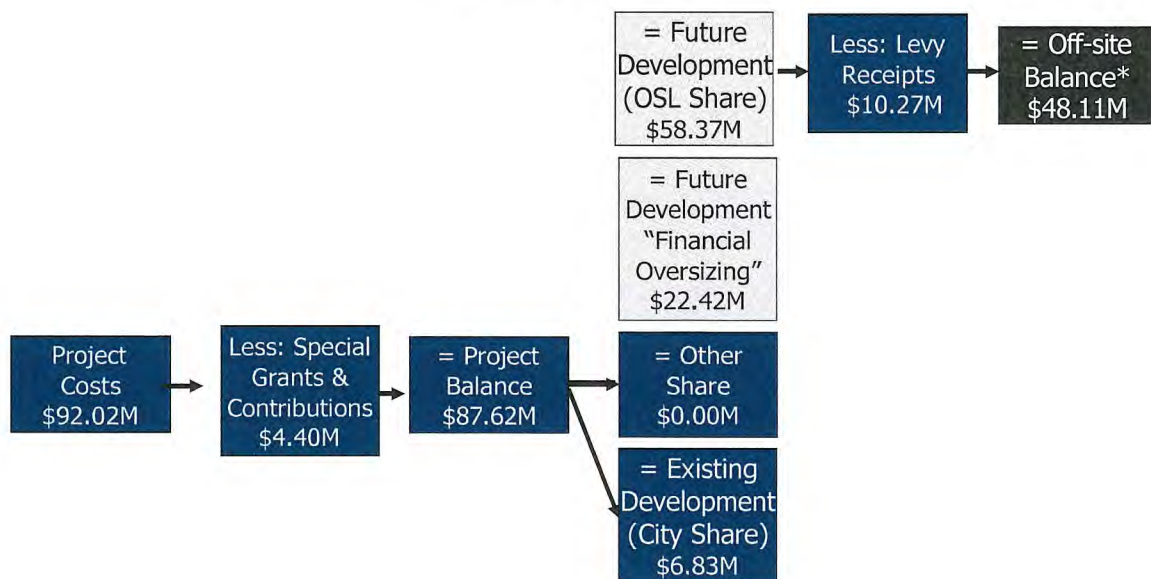 Project
Costs
$92.02M
Less: Special
Grants &
Contributions
$4.40M
= Project
Balance
$87.62M
= Future
Development
(OSL Share)
$58.37M
Less: Levy
Receipts
$10.27M
= Off-site
Balance*
$48.11M
= Future
Development
“Financial
Oversizing”
$22.42M
= Other
Share
$0.00M
= Existing
Development
(City Share)
$6.83M